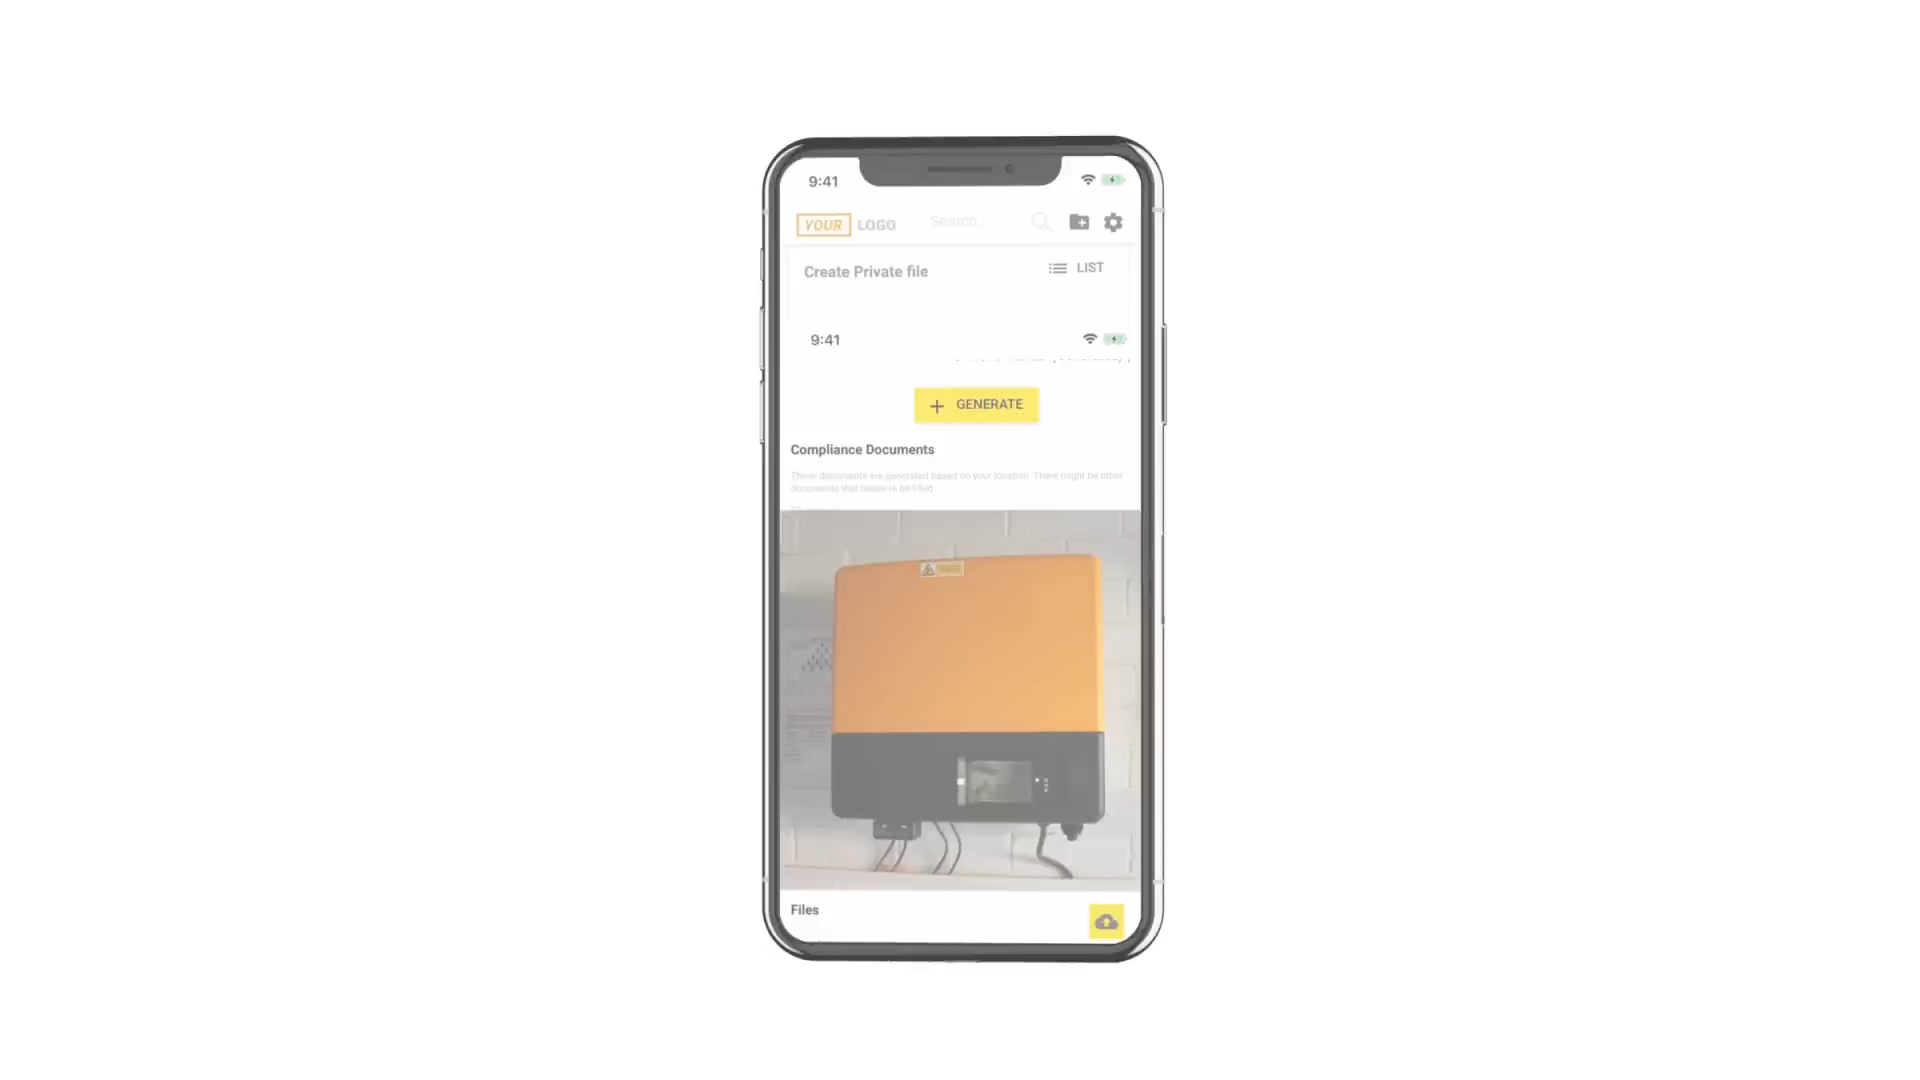 9:41
YOUR LOGO
Search
Create Private file
LIST
9:41
GENERATE
Compliance Documents
These documents are generated based on your location. There might be other
documents that needs to be filled
Files